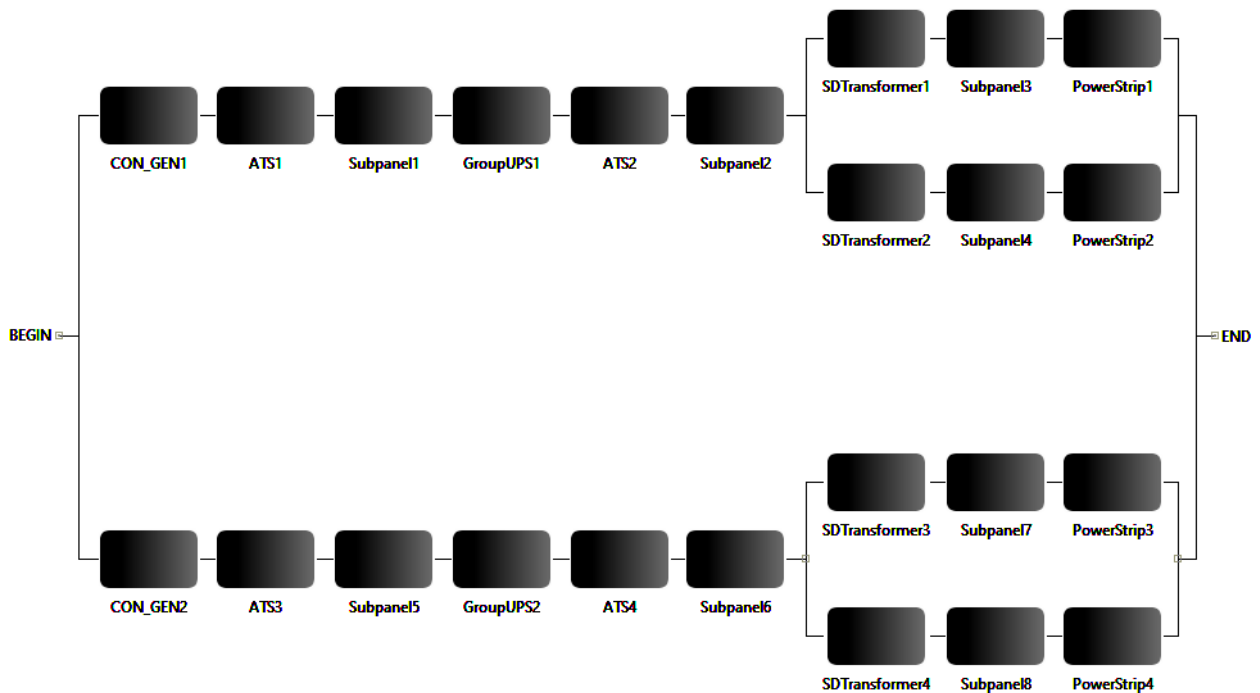 SDTransformer1 Subpanel3 PowerStrip1
CON_GEN1 ATS1 Subpanel1 GroupUPS1 ATS2 Subpanel2
SDTransformer2 Subpanel4 PowerStrip2
BEGIN END
SDTransformer3 Subpanel7 PowerStrip3
CON_GEN2 ATS3 Subpanel5 GroupUPS2 ATS4 Subpanel6
SDTransformer4 Subpanel8 PowerStrip4